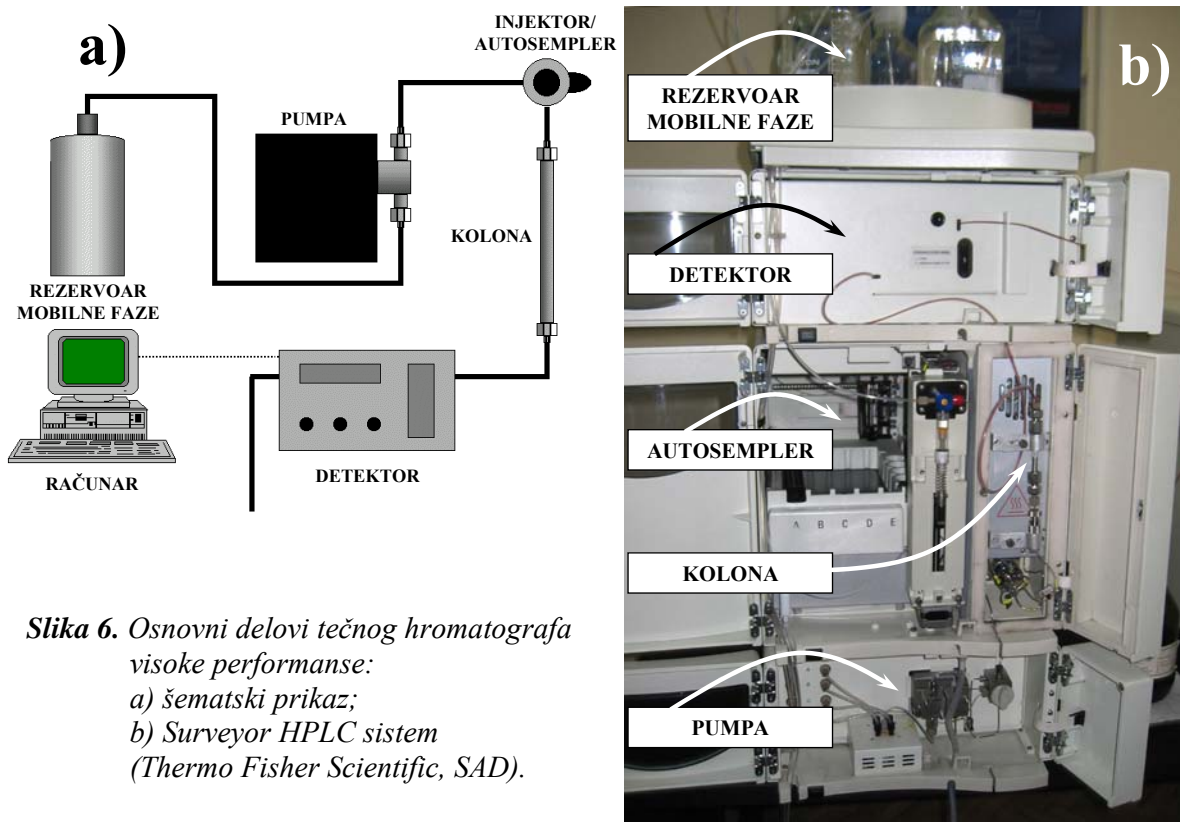 a)
INJEKTOR/
AUTOSEMPLER
PUMPA
KOLONA
REZERVOAR
MOBILNE FAZE
RAČUNAR
DETEKTOR
Slika 6. Osnovni delovi tečnog hromatografa
visoke performanse:
a) šematski prikaz;
b) Surveyor HPLC sistem
(Thermo Fisher Scientific, SAD).
b)
REZERVOAR
MOBILNE FAZE
DETEKTOR
AUTOSEMPLER
A B C D E
KOLONA
PUMPA